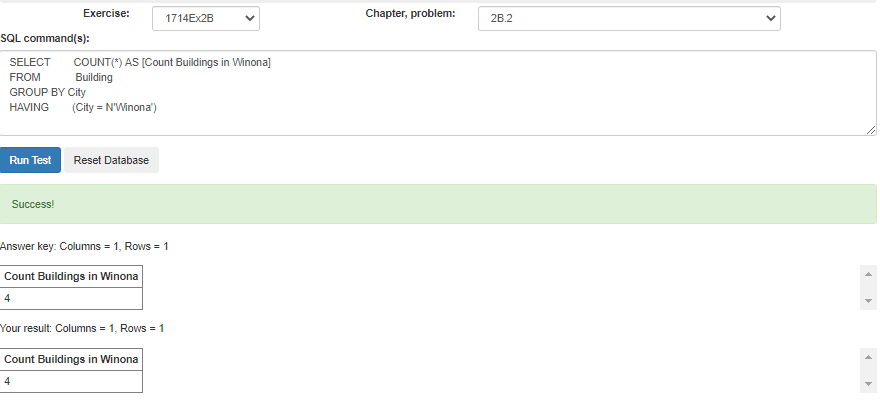 Exercise: 1714Ex2B Chapter, problem: 2B.2
SQL command(s):
SELECT COUNT(*) AS [Count Buildings in Winona]
FROM Building
GROUP BY City
HAVING (City = N'Winona')
Run Test Reset Database
Success!
Answer key: Columns = 1, Rows = 1
Count Buildings in Winona
4
Your result: Columns = 1, Rows = 1
Count Buildings in Winona
4